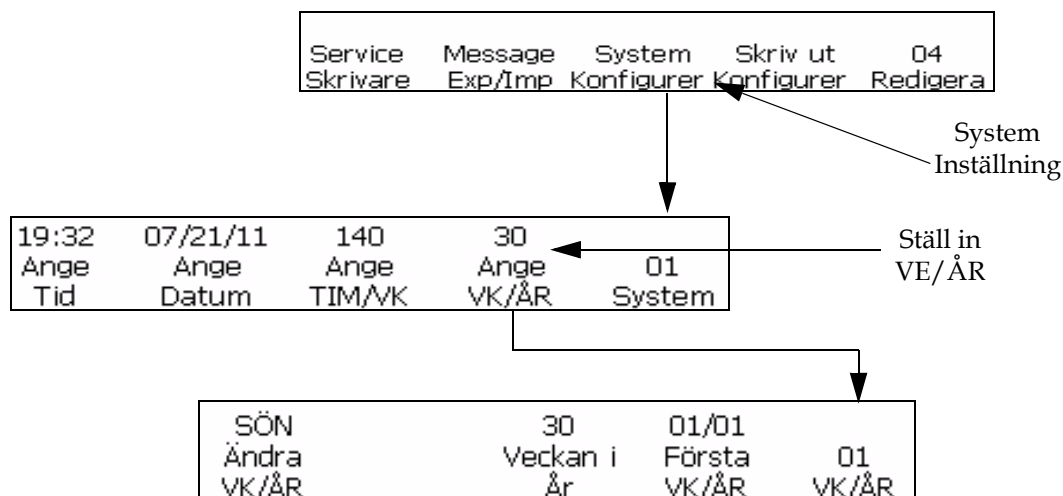 Service Message System Skriv ut 04
Skrivare Exp/Imp Konfigurer Konfigurer Redigera
System
Inställning
19:32 07/21/11 140 30
Ange Ange Ange Ange 01
Tid Datum TIM/VK VK/ÅR System
Ställ in
VE/ÅR
SÖN 30 01/01
Ändra Veckan i Första 01
VK/ÅR År VK/ÅR VK/ÅR